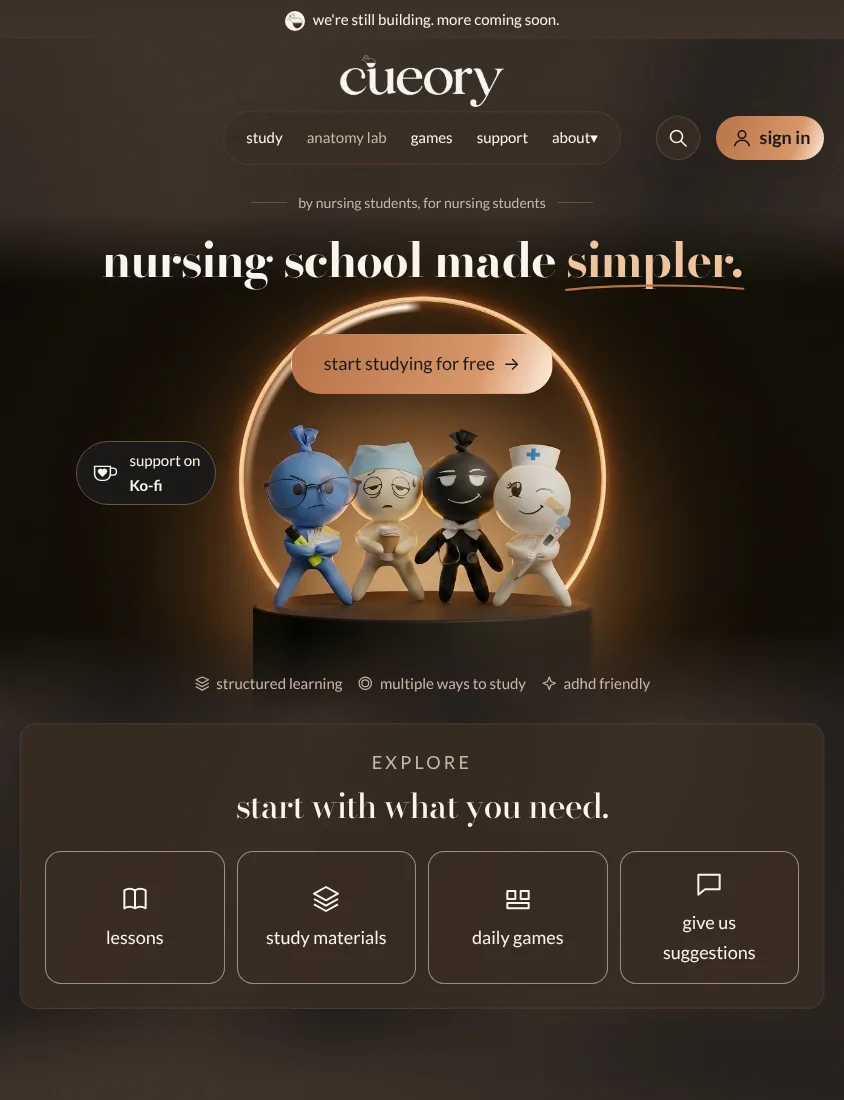 we're still building. more coming soon.
cueory
study anatomy lab games support about▾
sign in
by nursing students, for nursing students
nursing school made simpler.
start studying for free →
support on
Ko-fi
structured learning multiple ways to study adhd friendly
EXPLORE
start with what you need.
lessons
study materials
daily games
give us
suggestions